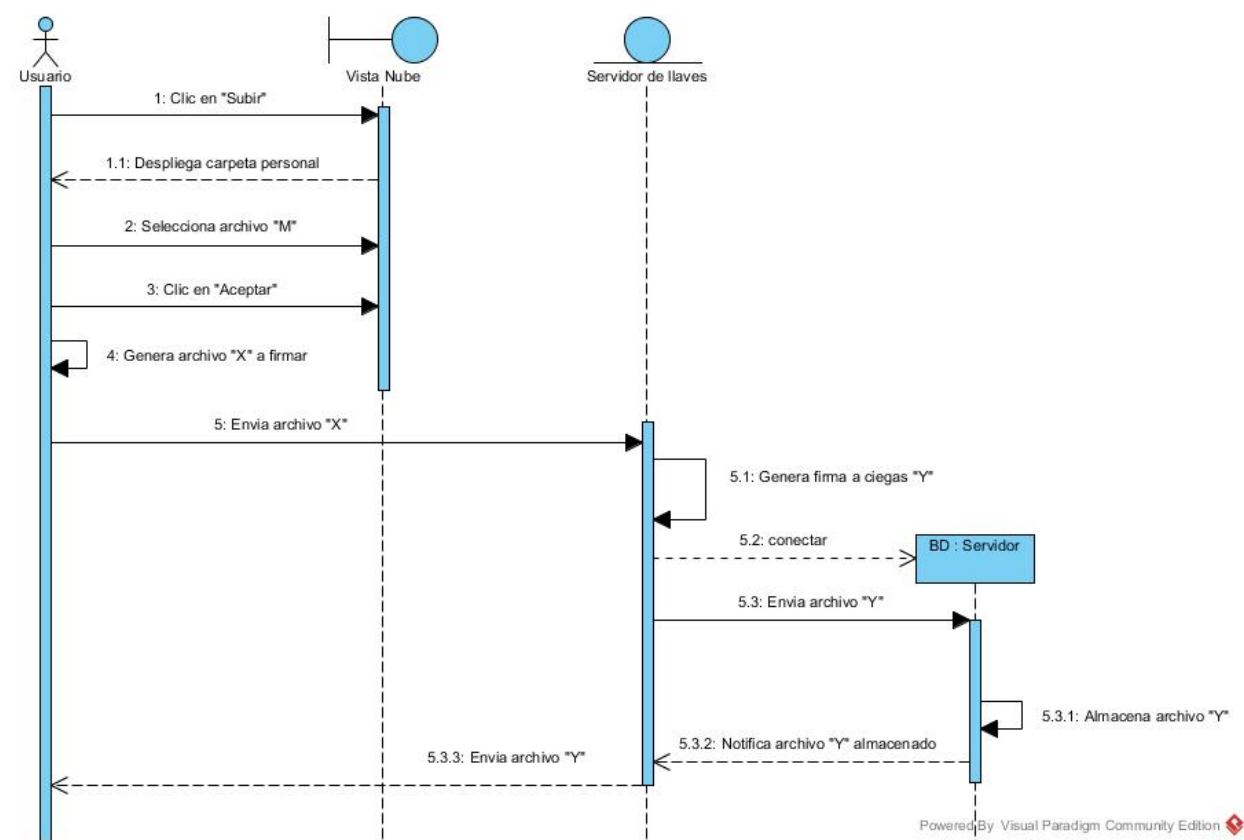 Usuario
Vista Nube
Servidor de llaves
1: Clic en "Subir"
1.1: Despliega carpeta personal
2: Selecciona archivo "M"
3: Clic en "Aceptar"
4: Genera archivo "X" a firmar
5: Envia archivo "X"
5.1: Genera firma a ciegas "Y"
5.2: conectar
BD : Servidor
5.3: Envia archivo "Y"
5.3.1: Almacena archivo "Y"
5.3.2: Notifica archivo "Y" almacenado
5.3.3: Envia archivo "Y"
Powered By Visual Paradigm Community Edition